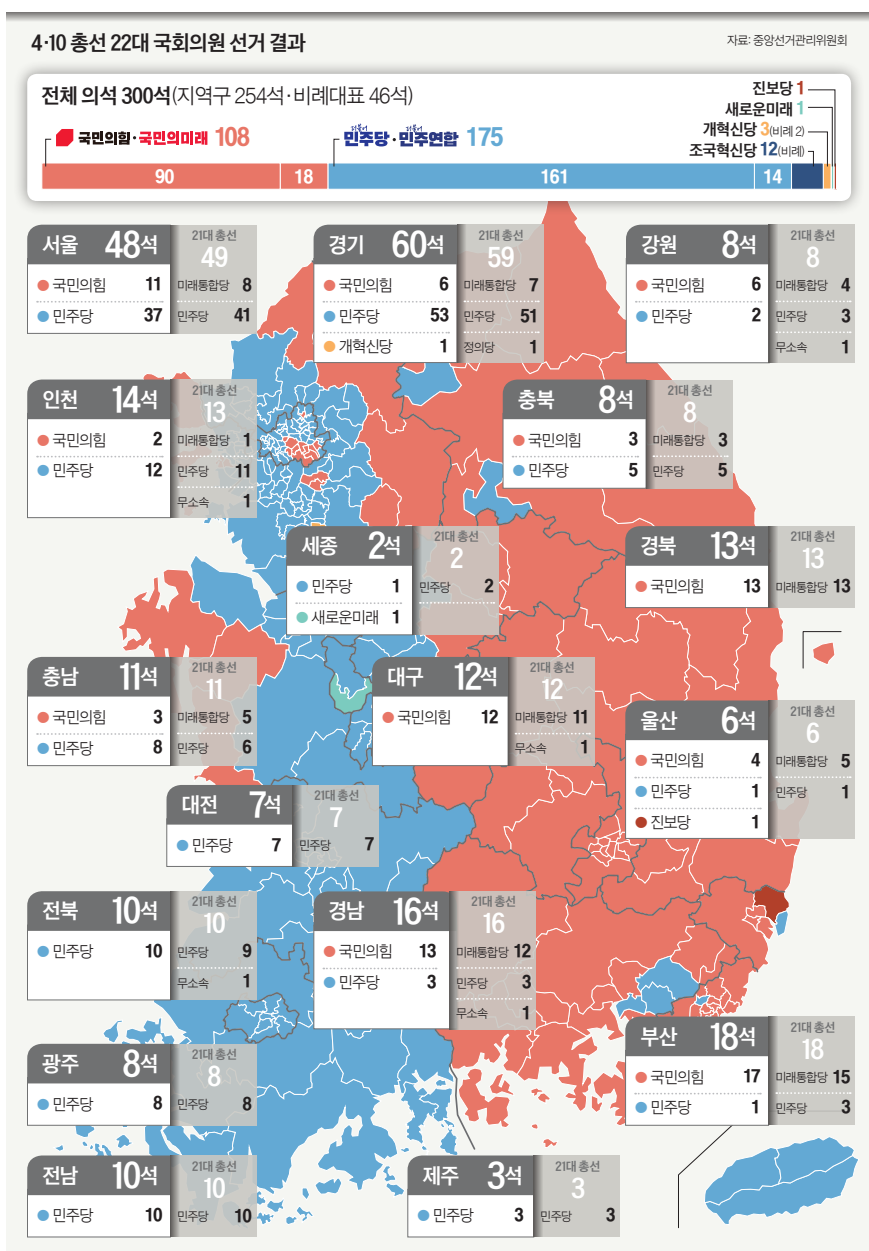 4·10 총선 22대 국회의원 선거 결과
자료: 중앙선거관리위원회
전체 의석 300석(지역구 254석·비례대표 46석)
국민의힘·국민의미래 108
더불어민주당·더불어민주연합 175
진보당 1
새로운미래 1
개혁신당 3(비례 2)
조국혁신당 12(비례)
90 18 161 14
서울 48석 21대 총선 49
국민의힘 11 미래통합당 8
민주당 37 민주당 41
경기 60석 21대 총선 59
국민의힘 6 미래통합당 7
민주당 53 민주당 51
개혁신당 1 정의당 1
강원 8석 21대 총선 8
국민의힘 6 미래통합당 4
민주당 2 민주당 3
무소속 1
인천 14석 21대 총선 13
국민의힘 2 미래통합당 1
민주당 12 민주당 11
무소속 1
충북 8석 21대 총선 8
국민의힘 3 미래통합당 3
민주당 5 민주당 5
세종 2석 21대 총선 2
민주당 1 민주당 2
새로운미래 1
경북 13석 21대 총선 13
국민의힘 13 미래통합당 13
충남 11석 21대 총선 11
국민의힘 3 미래통합당 5
민주당 8 민주당 6
대구 12석 21대 총선 12
국민의힘 12 미래통합당 11
무소속 1
울산 6석 21대 총선 6
국민의힘 4 미래통합당 5
민주당 1 민주당 1
진보당 1
대전 7석 21대 총선 7
민주당 7 민주당 7
전북 10석 21대 총선 10
민주당 10 민주당 9
무소속 1
경남 16석 21대 총선 16
국민의힘 13 미래통합당 12
민주당 3 민주당 3
무소속 1
광주 8석 21대 총선 8
민주당 8 민주당 8
부산 18석 21대 총선 18
국민의힘 17 미래통합당 15
민주당 1 민주당 3
전남 10석 21대 총선 10
민주당 10 민주당 10
제주 3석 21대 총선 3
민주당 3 민주당 3